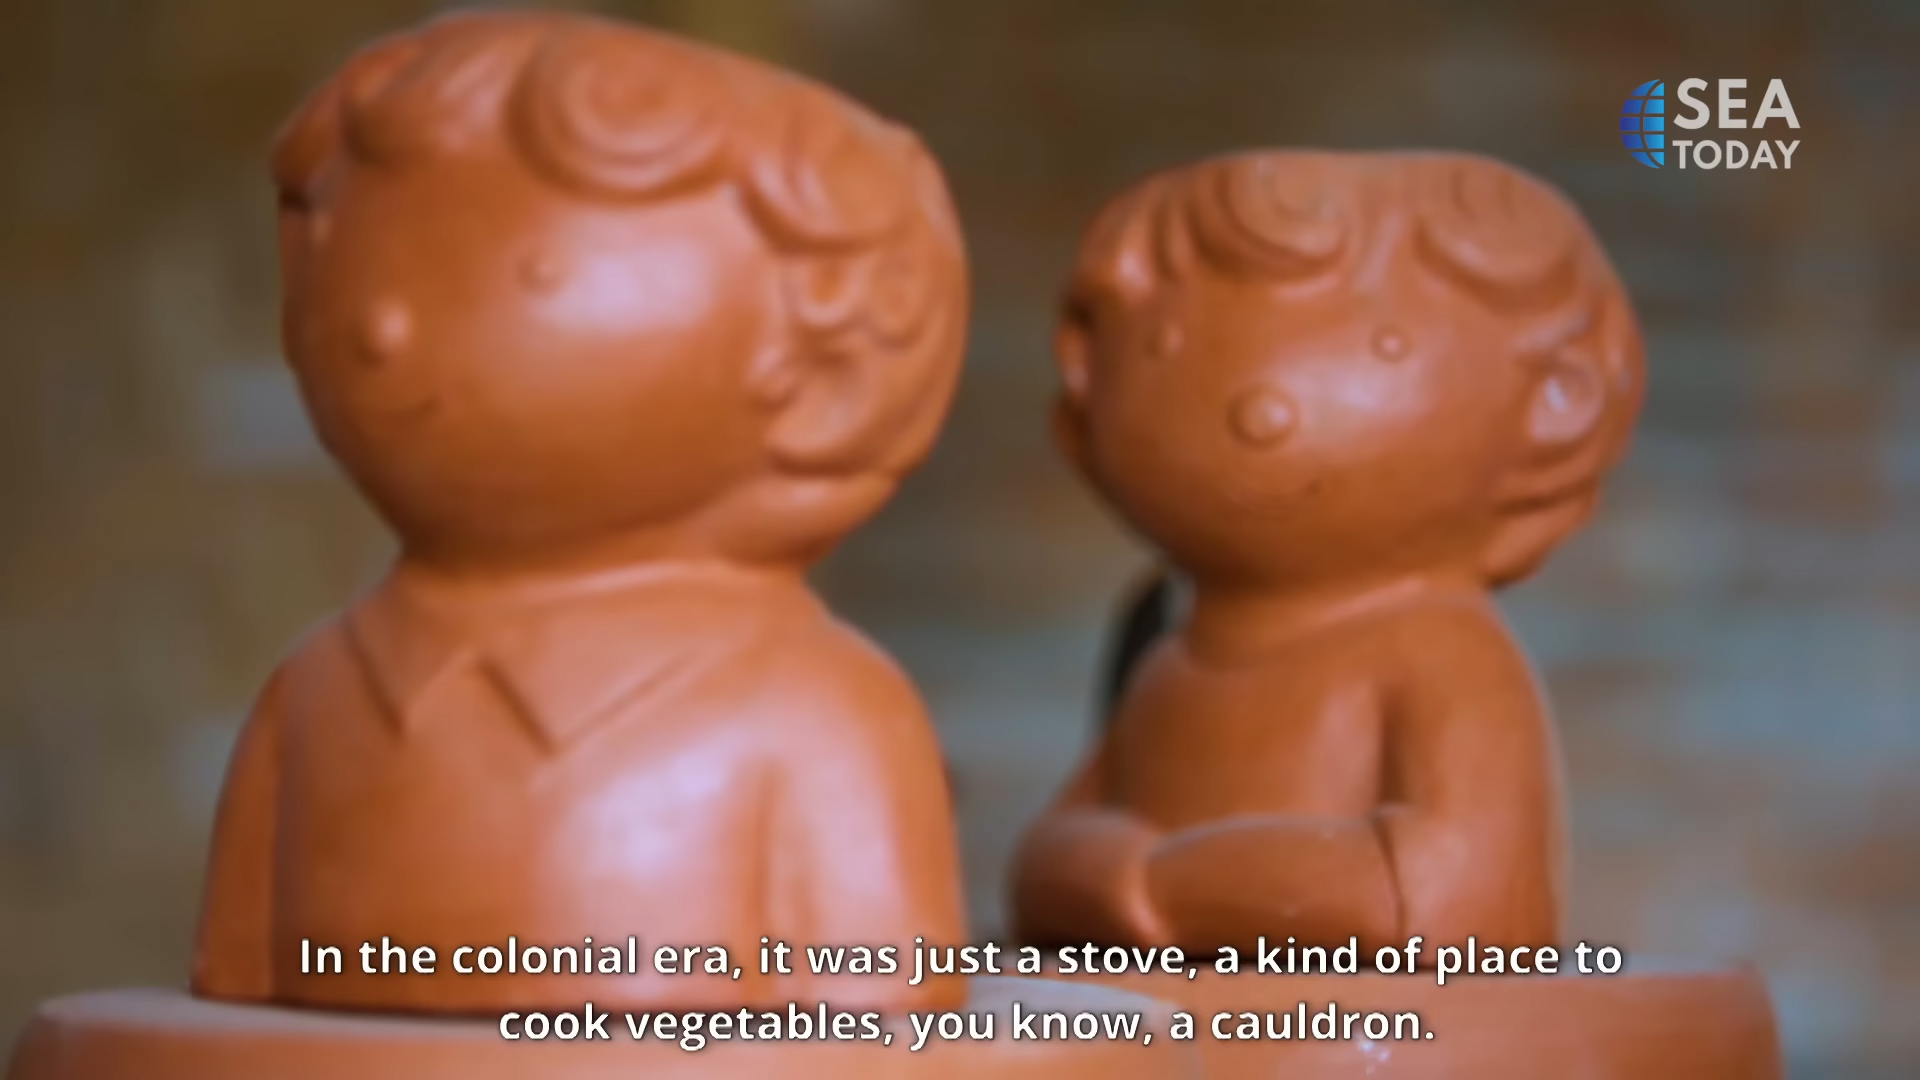 SEA
TODAY
In the colonial era, it was just a stove, a kind of place to
cook vegetables, you know, a cauldron.